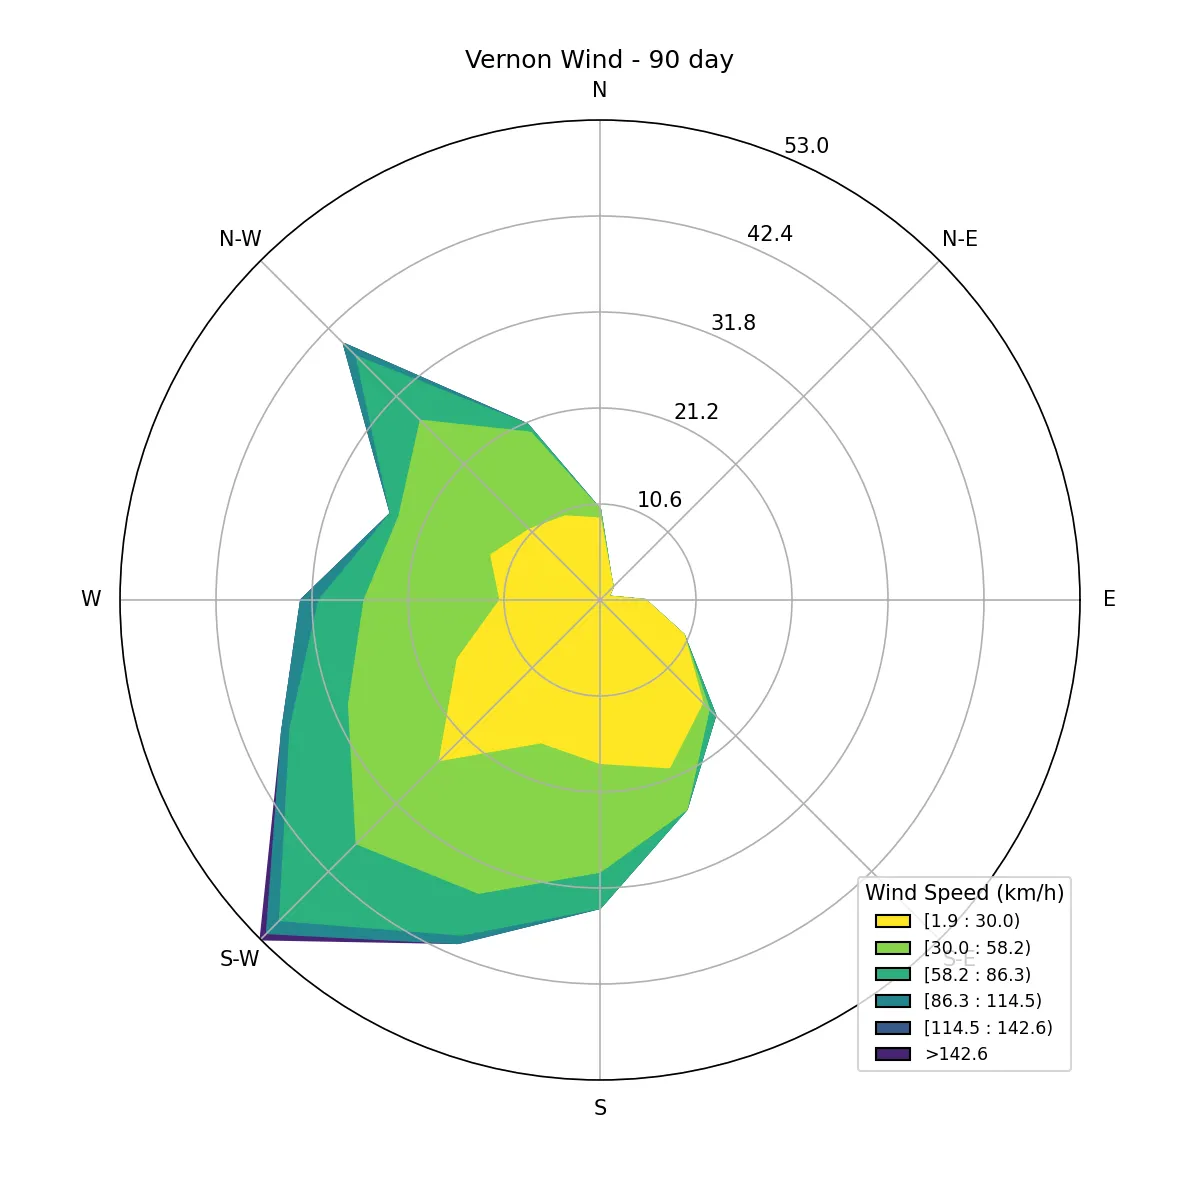 Vernon Wind - 90 day
N
53.0
N-W
42.4
N-E
31.8
21.2
10.6
W
E
S-W
S-E
S
Wind Speed (km/h)
[1.9 : 30.0)
[30.0 : 58.2)
[58.2 : 86.3)
[86.3 : 114.5)
[114.5 : 142.6)
>142.6